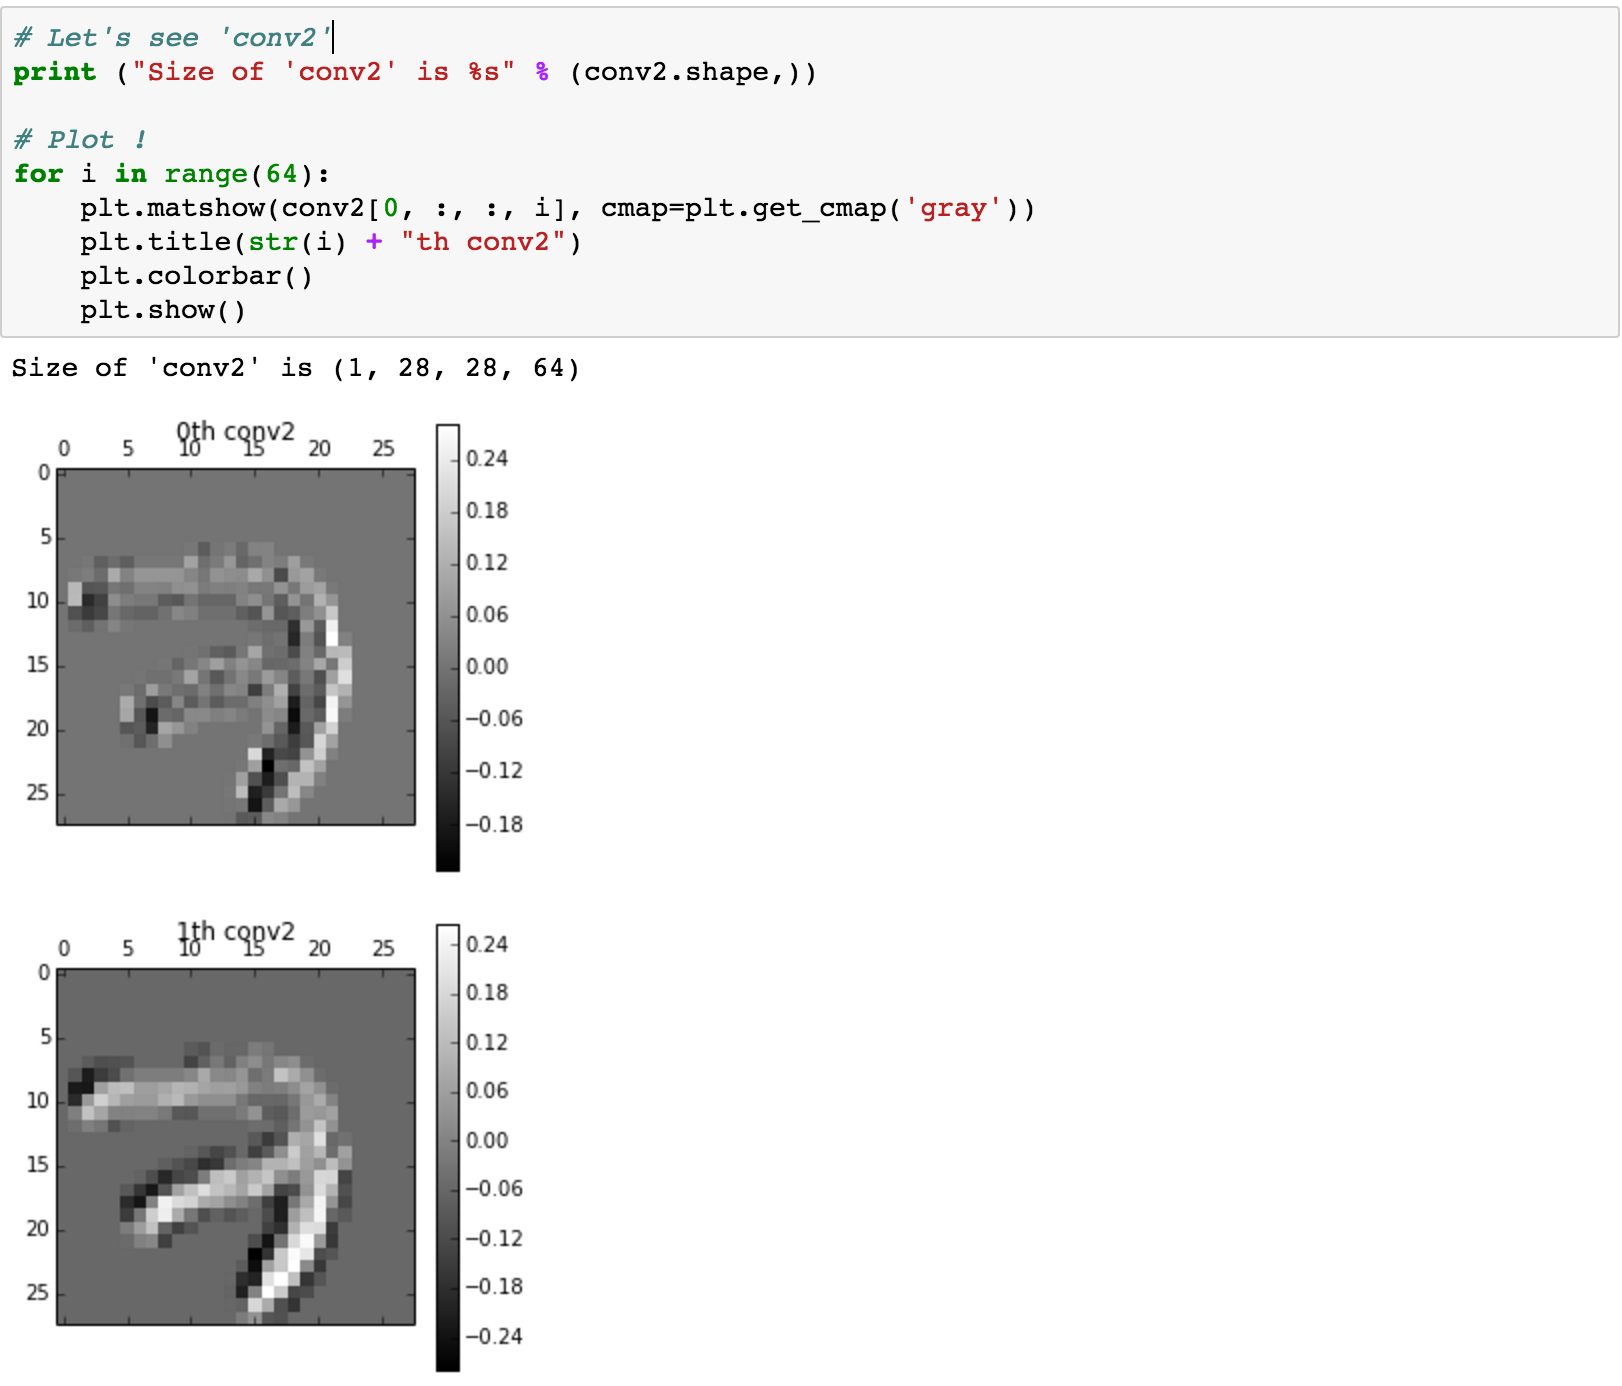 # Let's see 'conv2'
print ("Size of 'conv2' is %s" % (conv2.shape,))
# Plot !
for i in range(64):
    plt.matshow(conv2[0, :, :, i], cmap=plt.get_cmap('gray'))
    plt.title(str(i) + "th conv2")
    plt.colorbar()
    plt.show()
Size of 'conv2' is (1, 28, 28, 64)
0th conv2
0 5 10 15 20 25
0
5
10
15
20
25
0.24
0.18
0.12
0.06
0.00
−0.06
−0.12
−0.18
1th conv2
0 5 10 15 20 25
0
5
10
15
20
25
0.24
0.18
0.12
0.06
0.00
−0.06
−0.12
−0.18
−0.24